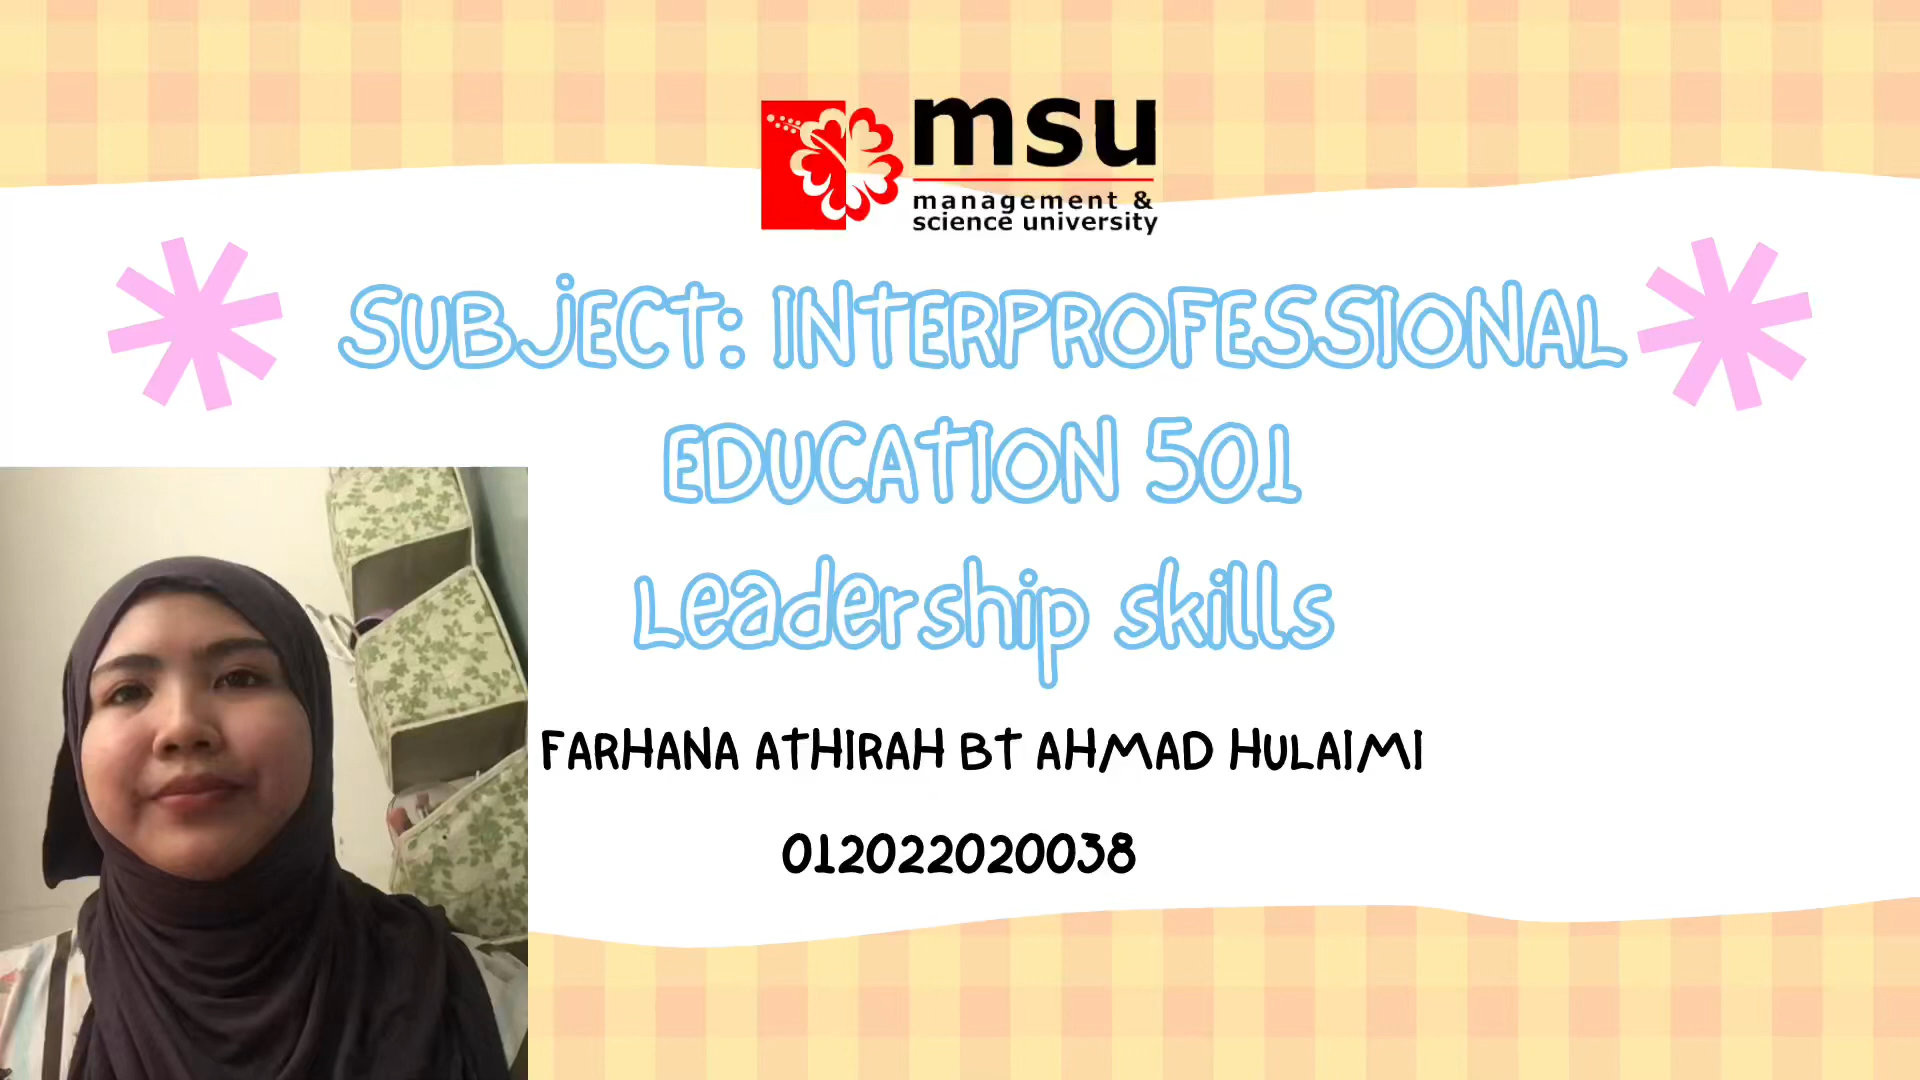 msu
management &
science university
SUBJECT: INTERPROFESSIONAL
EDUCATION 501
Leadership skills
FARHANA ATHIRAH BT AHMAD HULAIMI
012022020038